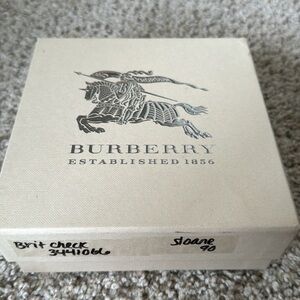 BURBERRY
ESTABLISHED 1856
Brit check
3441066
sloane
90